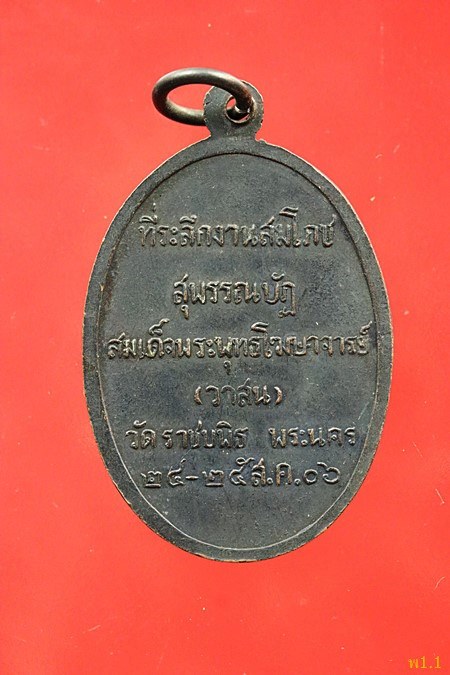 ที่ระลึกงานสมโภช
สุพรรณบัฏ
สมเด็จพระพุทธโฆษาจารย์
(วาสน)
วัดราชบพิธ พระนคร
๒๔-๒๕ส.ค.๐๖
พ1.1